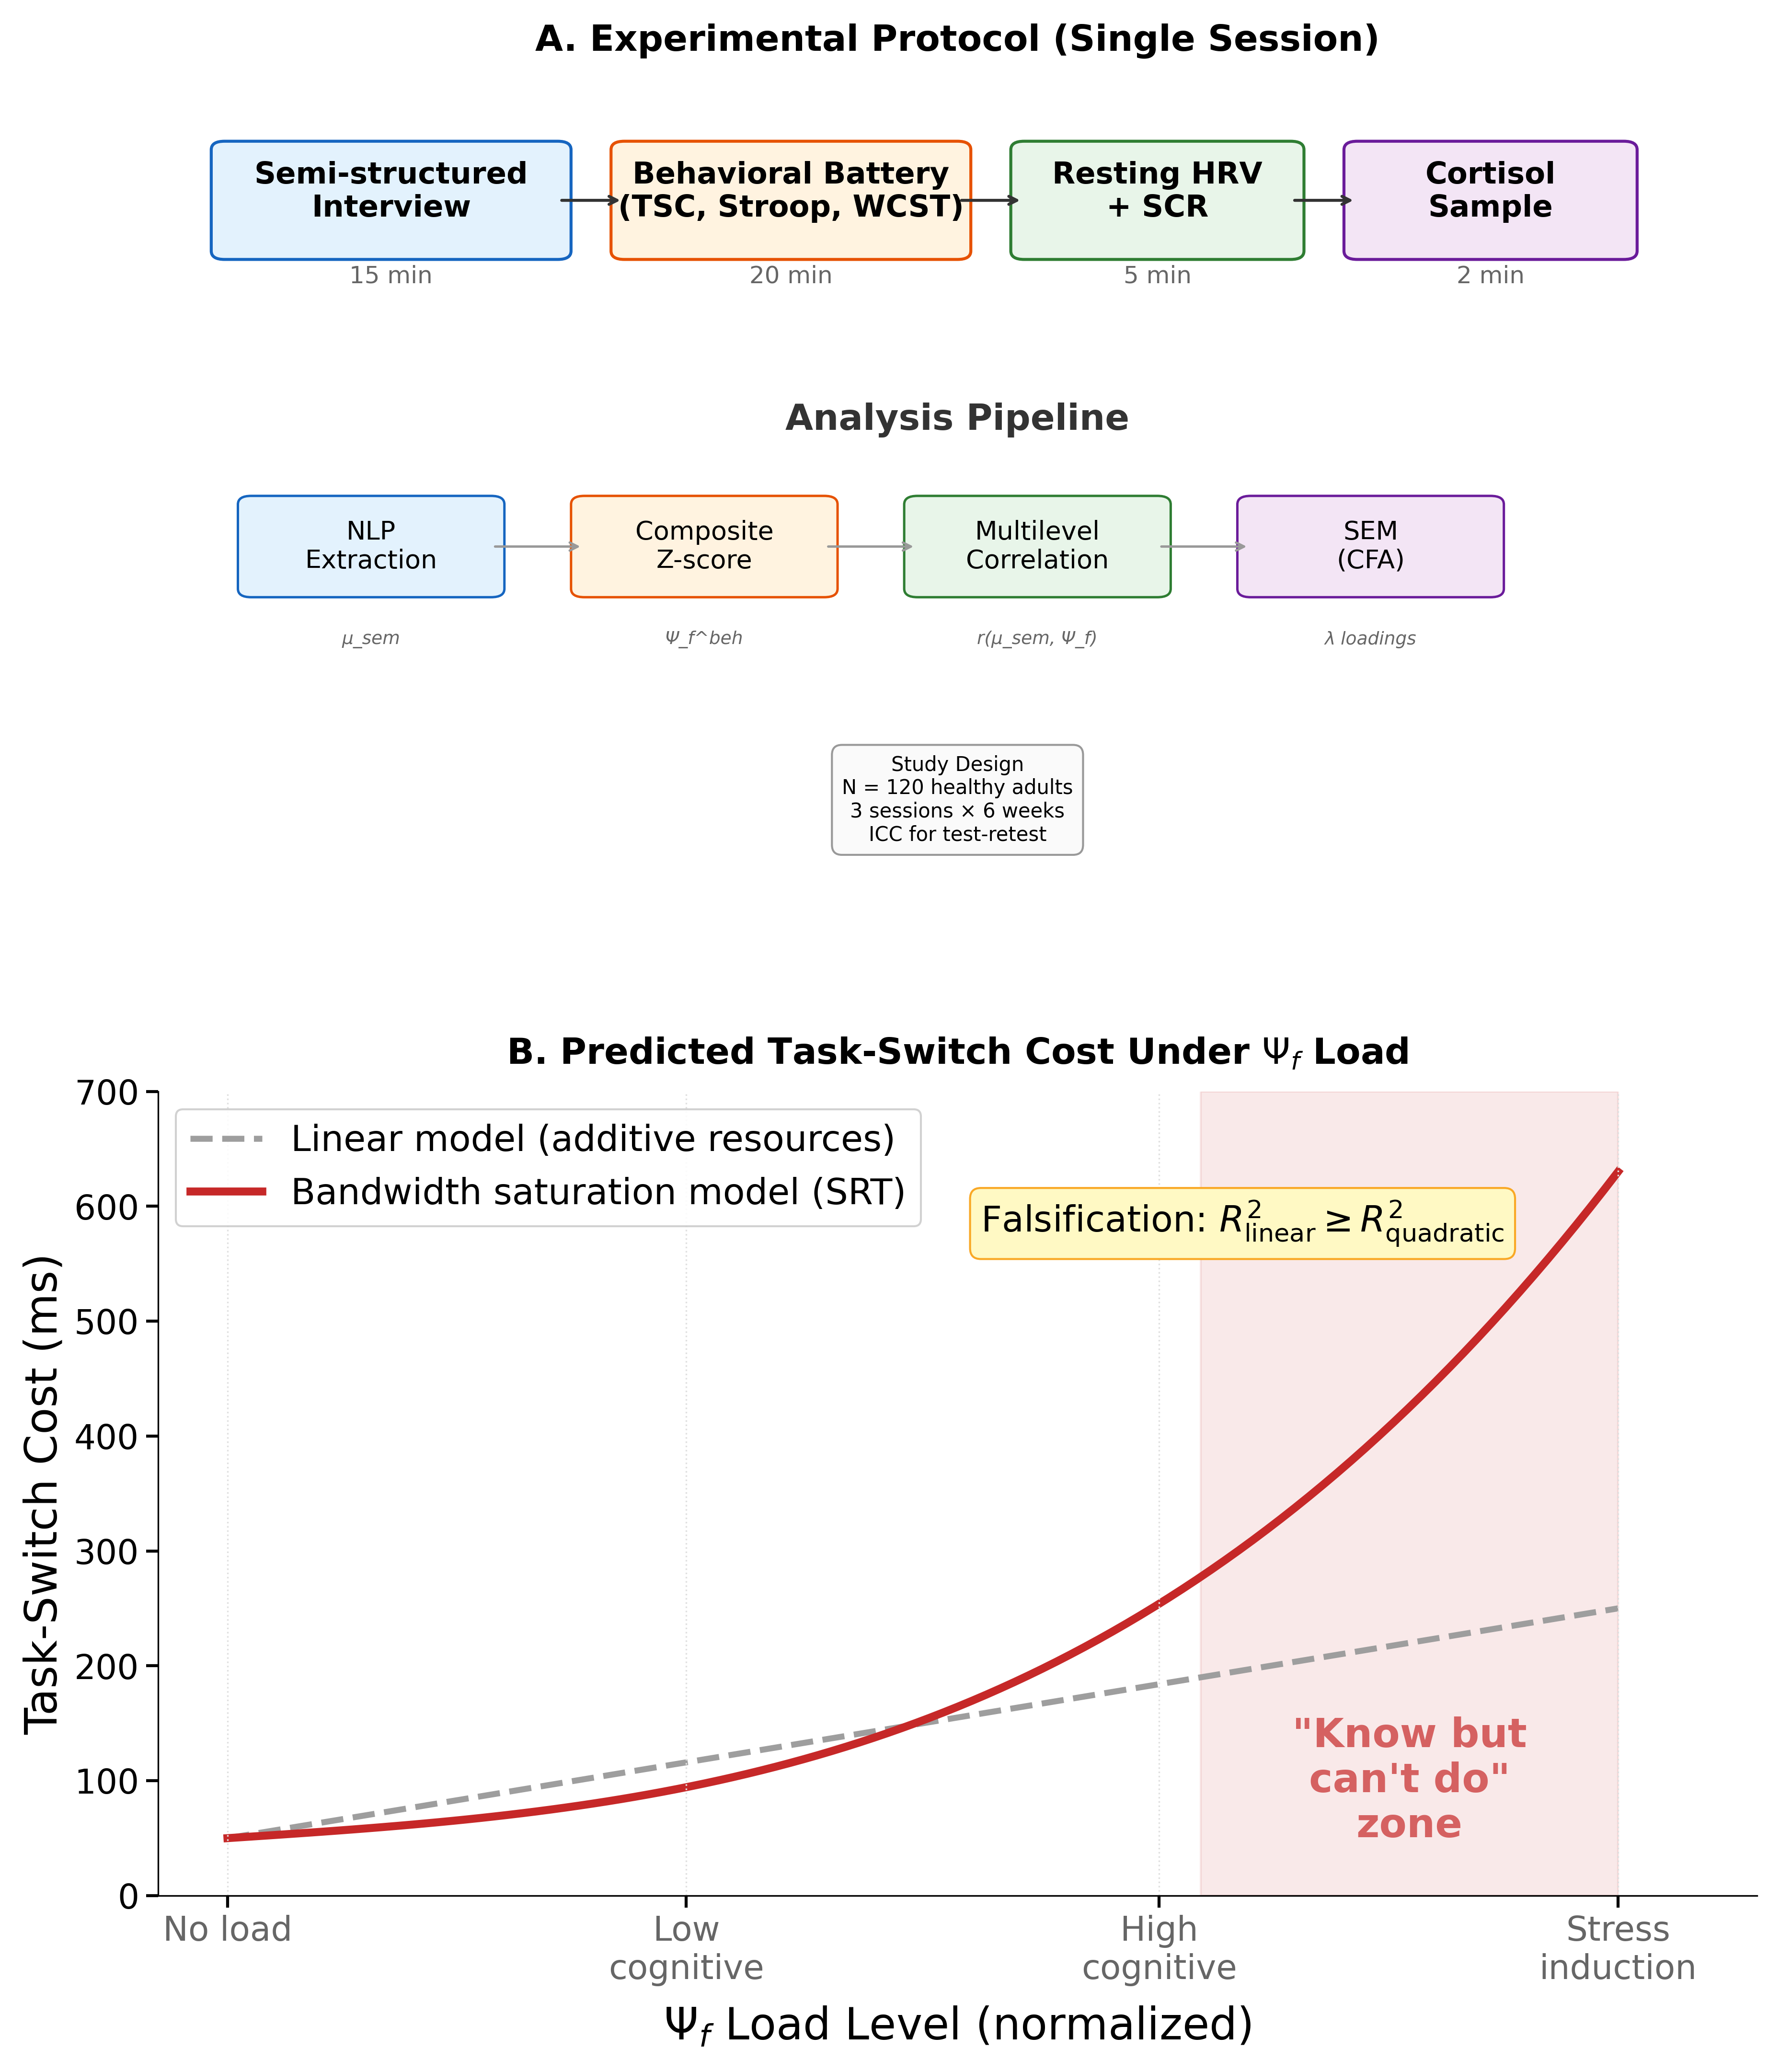 A. Experimental Protocol (Single Session)
Semi-structured
Interview
Behavioral Battery
(TSC, Stroop, WCST)
Resting HRV
+ SCR
Cortisol
Sample
15 min
20 min
5 min
2 min
Analysis Pipeline
NLP
Extraction
Composite
Z-score
Multilevel
Correlation
SEM
(CFA)
μ_sem
Ψ_f^beh
r(μ_sem, Ψ_f)
λ loadings
Study Design
N = 120 healthy adults
3 sessions × 6 weeks
ICC for test-retest
B. Predicted Task-Switch Cost Under Ψ_f Load
Linear model (additive resources)
Bandwidth saturation model (SRT)
Falsification: R²_linear ≥ R²_quadratic
"Know but
can't do"
zone
Task-Switch Cost (ms)
700
600
500
400
300
200
100
0
No load
Low
cognitive
High
cognitive
Stress
induction
Ψ_f Load Level (normalized)